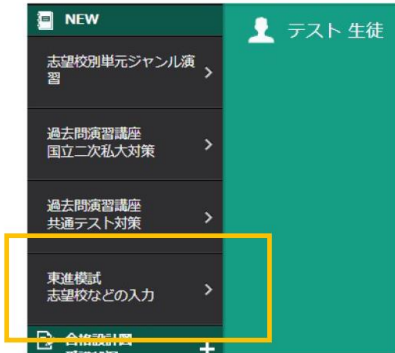 NEW
テスト 生徒
志望校別単元ジャンル演
習
過去問演習講座
国立二次私大対策
過去問演習講座
共通テスト対策
東進模試
志望校などの入力
合格設計図